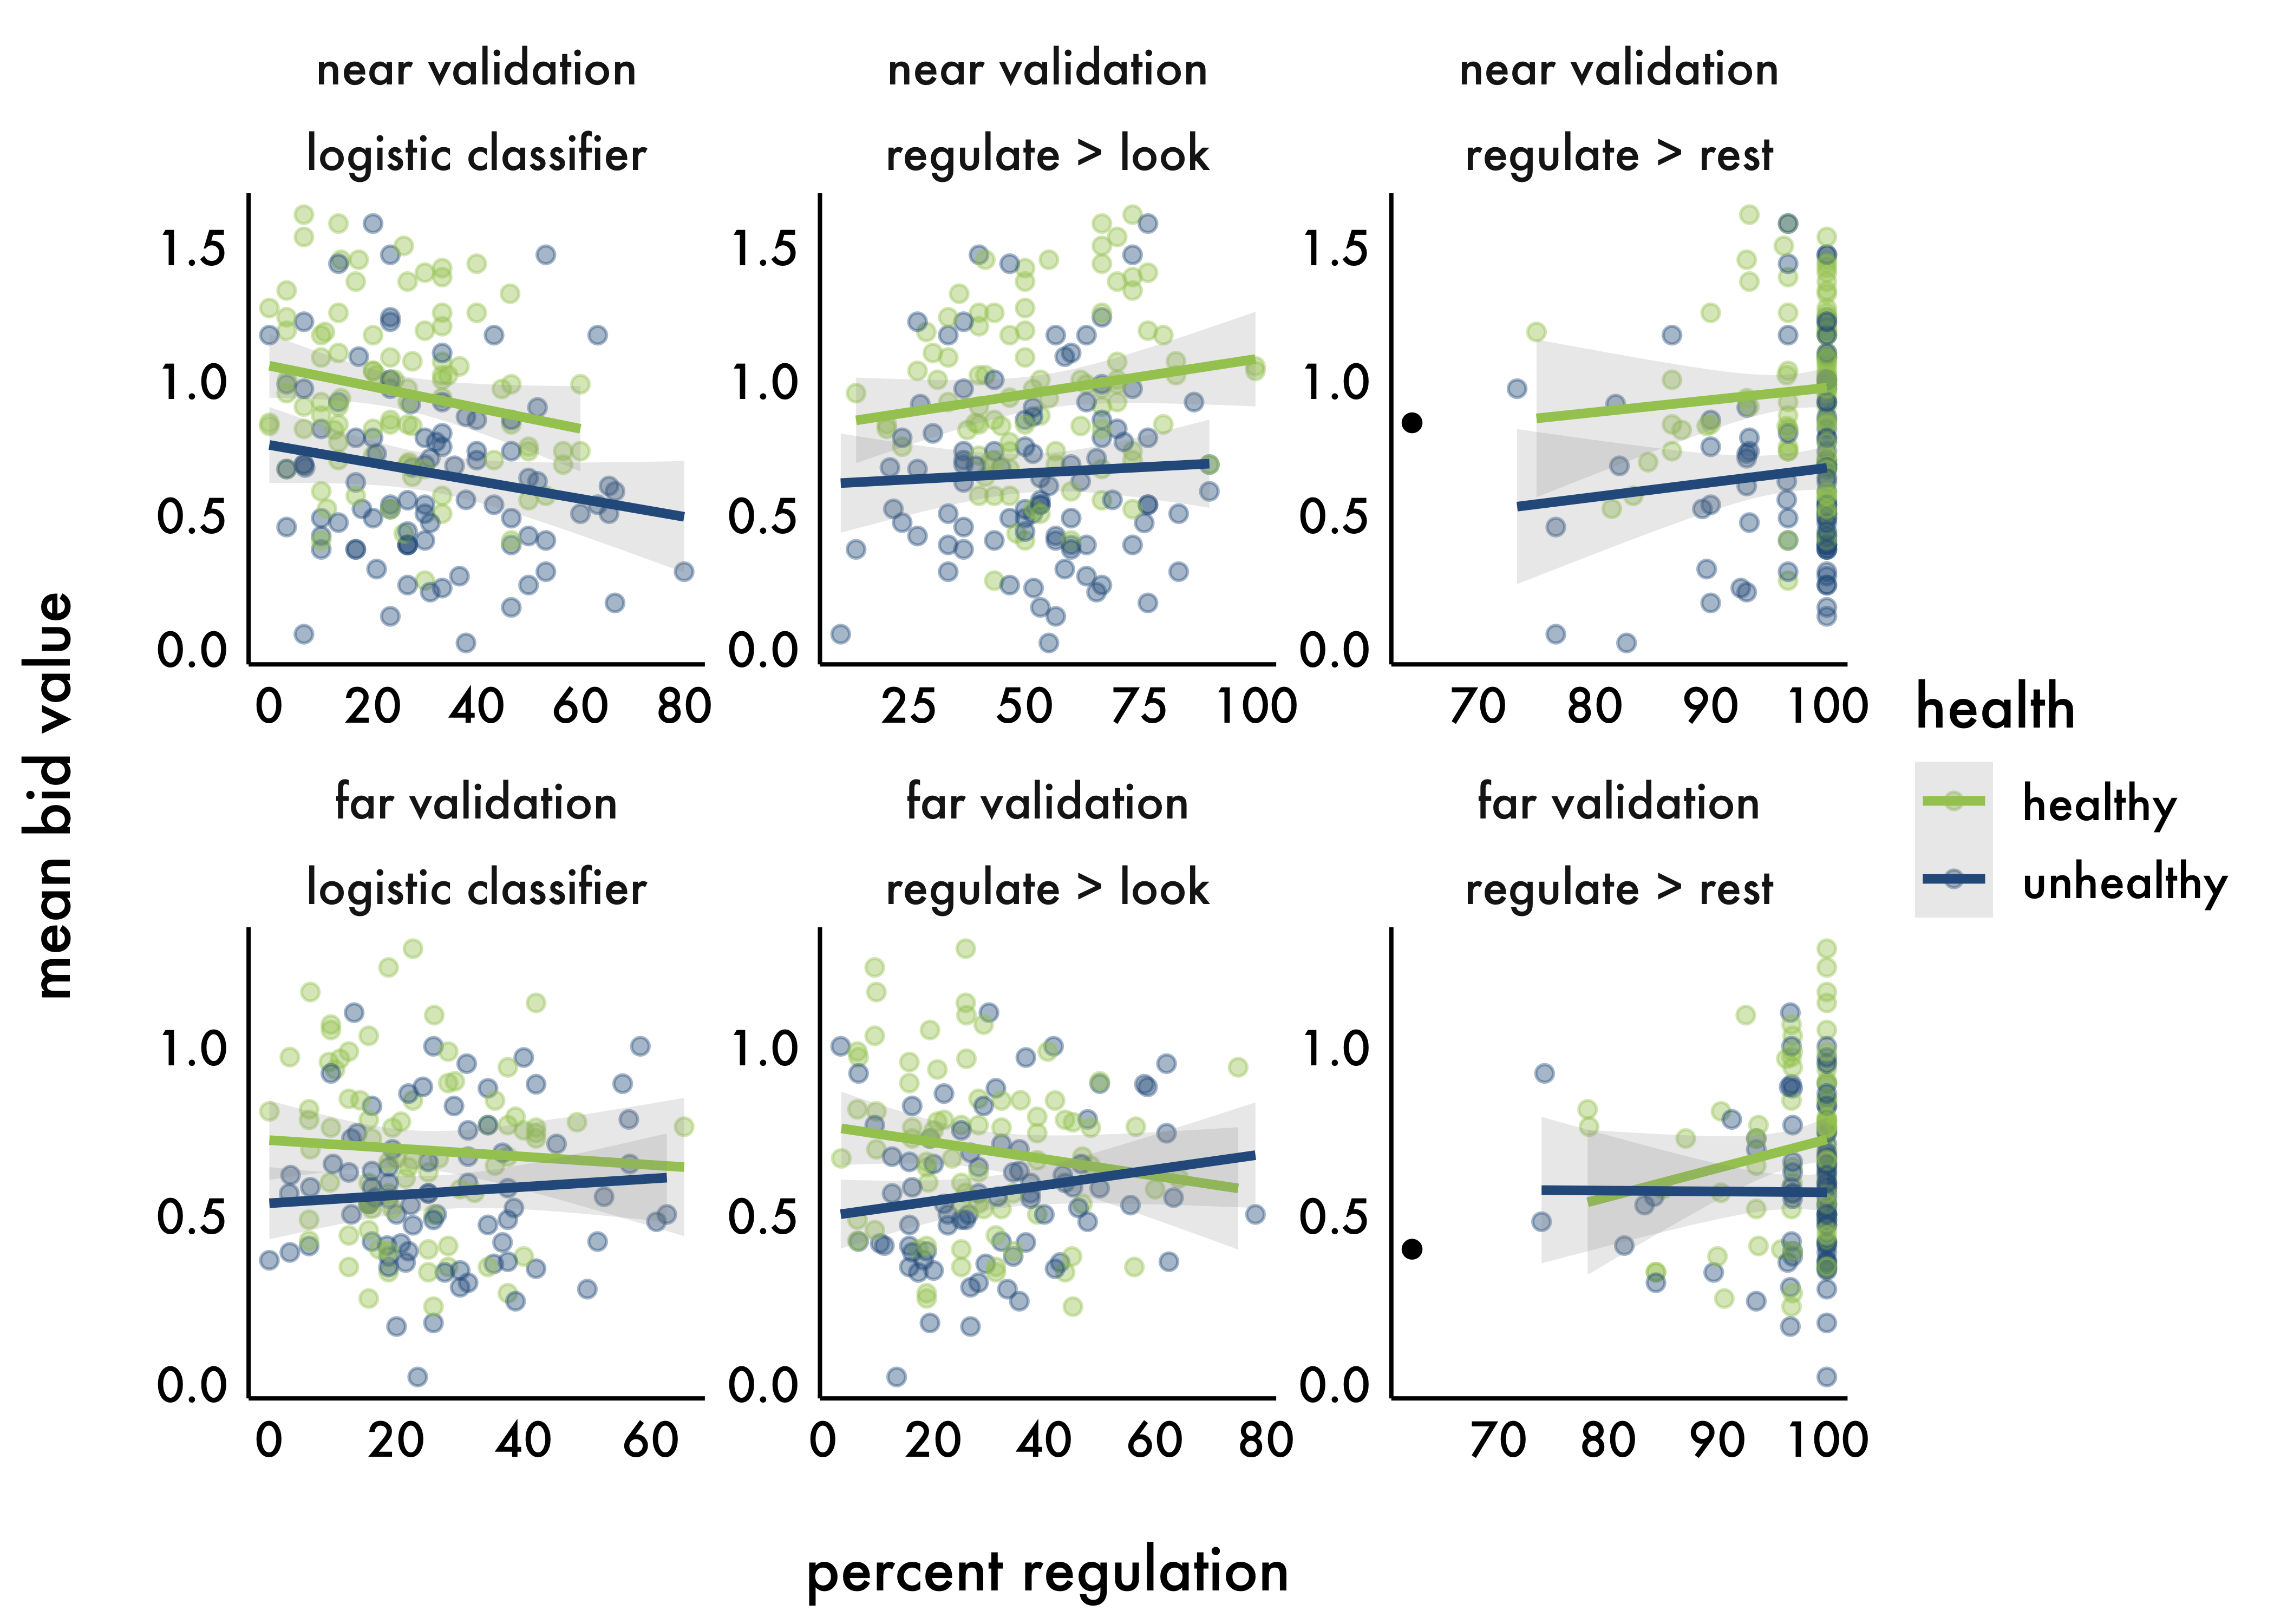 near validation
logistic classifier
near validation
regulate > look
near validation
regulate > rest
1.5
1.0
0.5
0.0
1.5
1.0
0.5
0.0
1.5
1.0
0.5
0.0
0 20 40 60 80
25 50 75 100
70 80 90 100
mean bid value
health
healthy
unhealthy
far validation
logistic classifier
far validation
regulate > look
far validation
regulate > rest
1.0
0.5
0.0
1.0
0.5
0.0
1.0
0.5
0.0
0 20 40 60
0 20 40 60 80
70 80 90 100
percent regulation